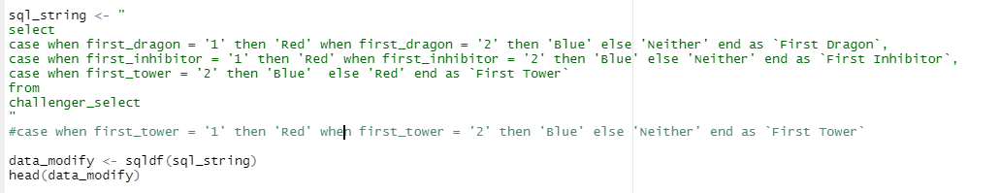 sql_string <- "
select
case when first_dragon = '1' then 'Red' when first_dragon = '2' then 'Blue' else 'Neither' end as `First Dragon`,
case when first_inhibitor = '1' then 'Red' when first_inhibitor = '2' then 'Blue' else 'Neither' end as `First Inhibitor`,
case when first_tower = '2' then 'Blue'  else 'Red' end as `First Tower`
from
challenger_select
"
#case when first_tower = '1' then 'Red' when first_tower = '2' then 'Blue' else 'Neither' end as `First Tower`
data_modify <- sqldf(sql_string)
head(data_modify)